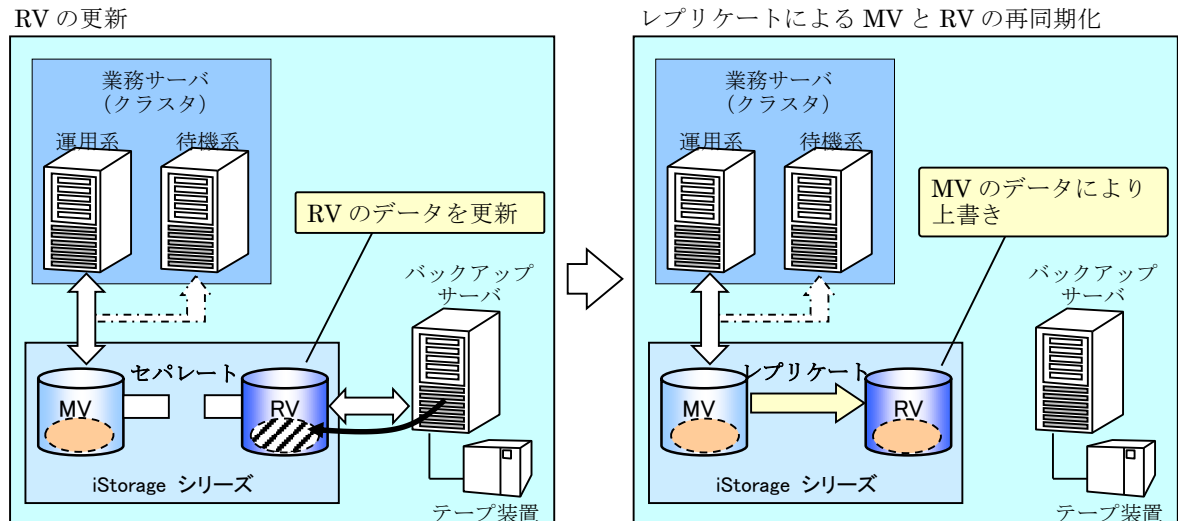 RV の更新
業務サーバ
（クラスタ）
運用系
待機系
RV のデータを更新
バックアップ
サーバ
セパレート
MV
RV
iStorage シリーズ
テープ装置
レプリケートによる MV と RV の再同期化
業務サーバ
（クラスタ）
運用系
待機系
MV のデータにより
上書き
バックアップ
サーバ
レプリケート
MV
RV
iStorage シリーズ
テープ装置